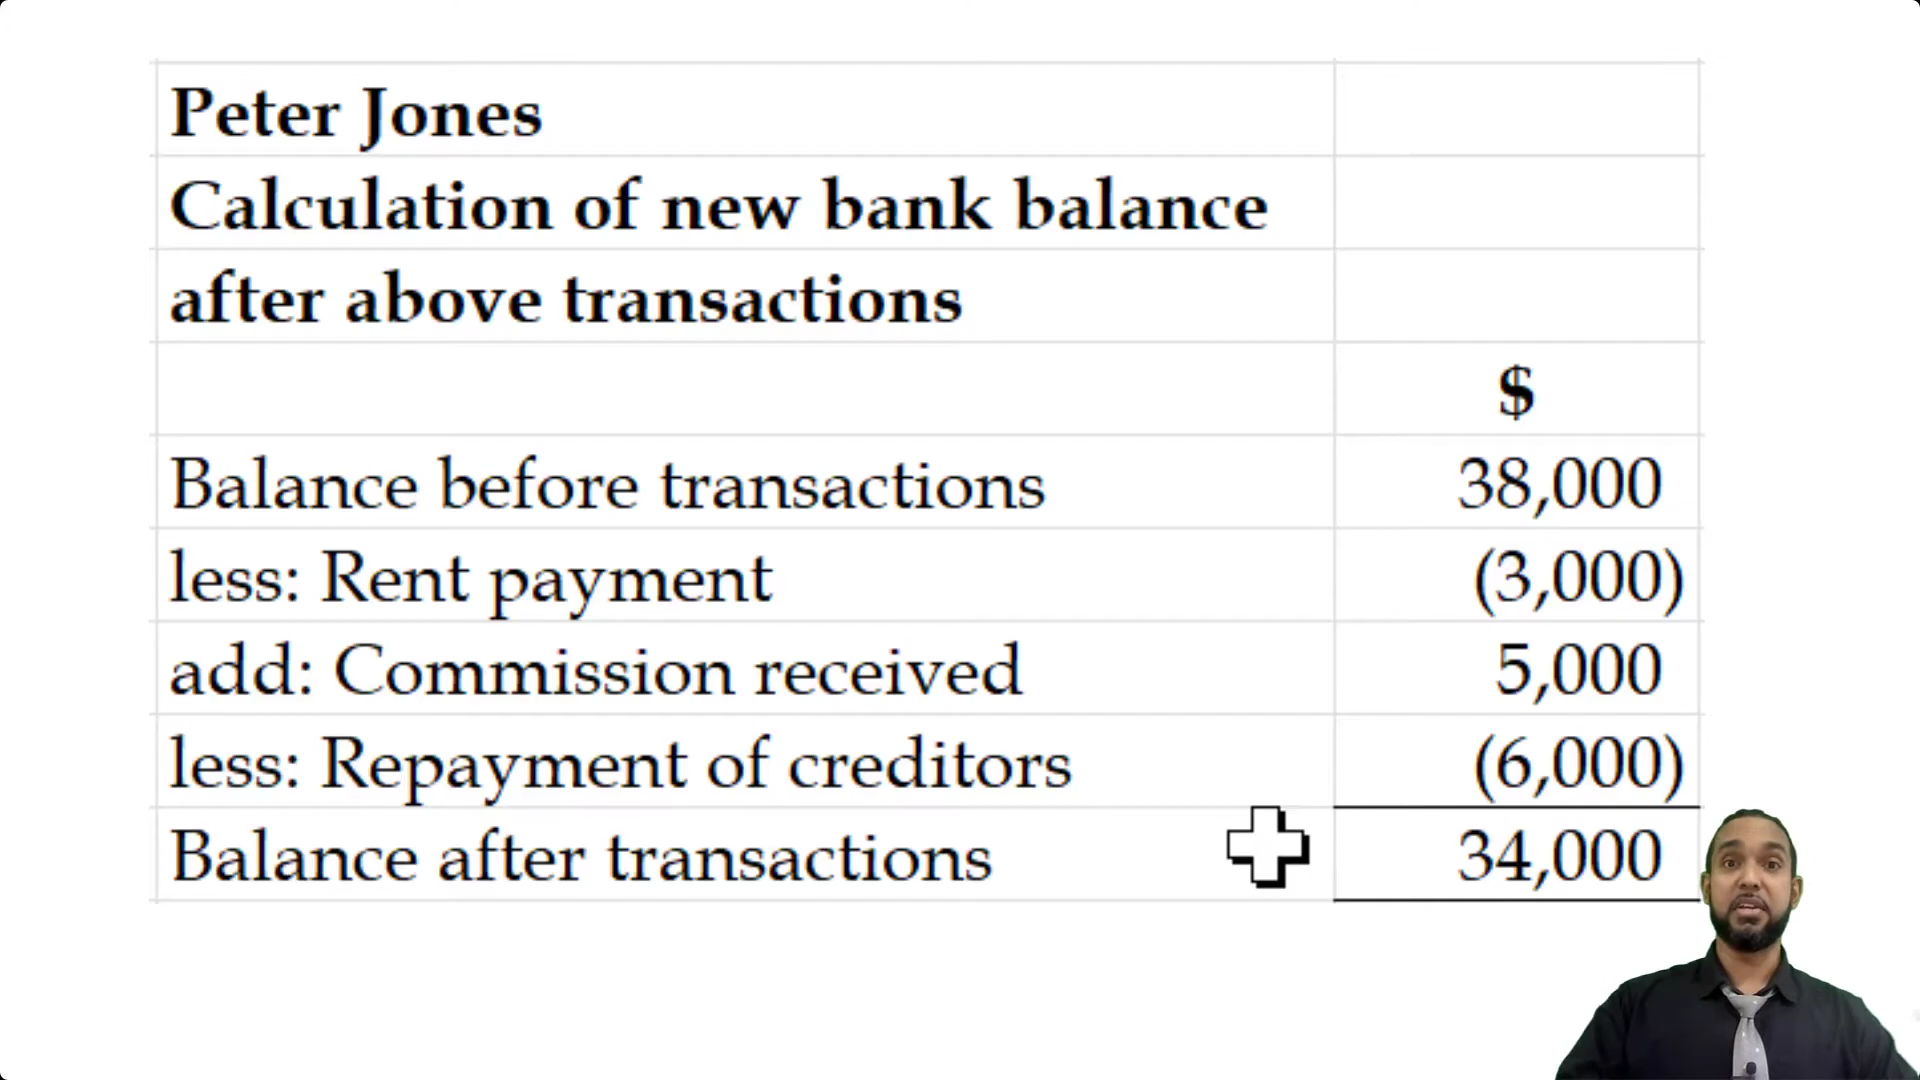 Peter Jones
Calculation of new bank balance
after above transactions
$
Balance before transactions 38,000
less: Rent payment (3,000)
add: Commission received 5,000
less: Repayment of creditors (6,000)
Balance after transactions 34,000